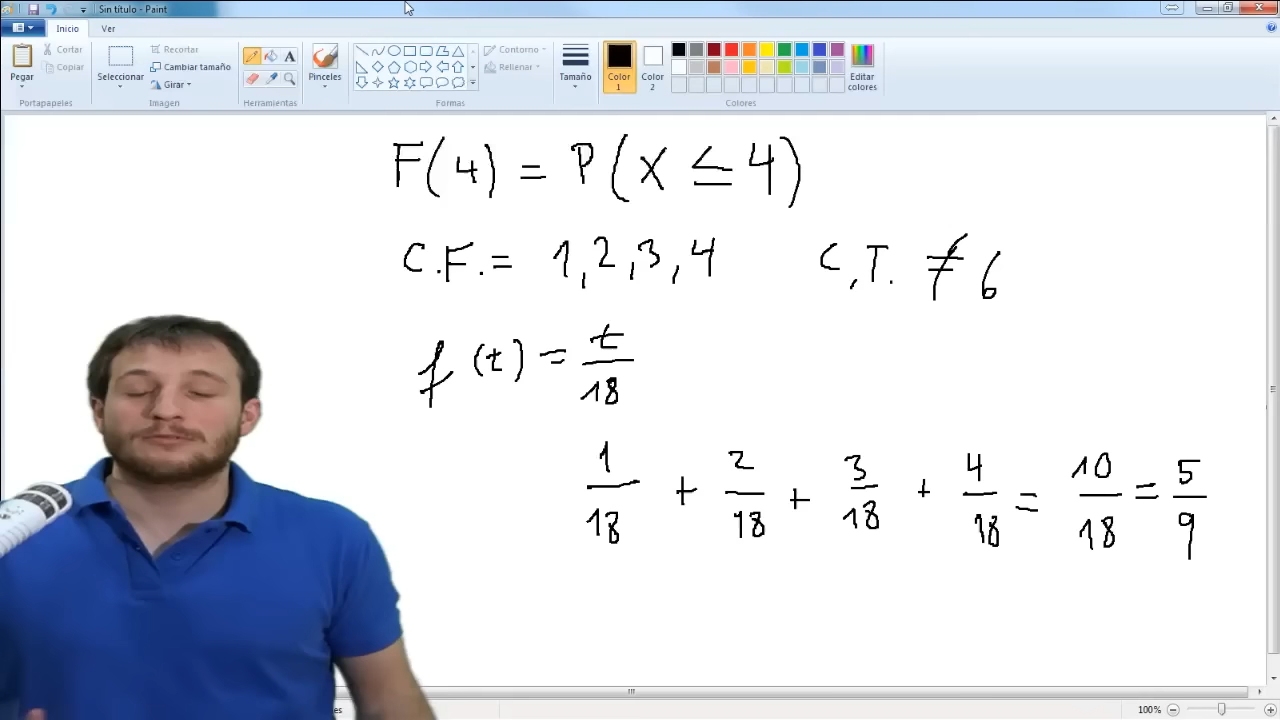 Sin título - Paint
Inicio Ver
Pegar
Cortar
Copiar
Portapapeles
Seleccionar
Recortar
Cambiar tamaño
Girar
Imagen
A
Herramientas
Pinceles
Contorno
Rellenar
Formas
Tamaño
Color 1
Color 2
Editar colores
Colores
F(4) = P(X ≤ 4)
C.F. = 1,2,3,4 C,T. ≠ 6
f(t) = t/18
1/18 + 2/18 + 3/18 + 4/18 = 10/18 = 5/9
100%